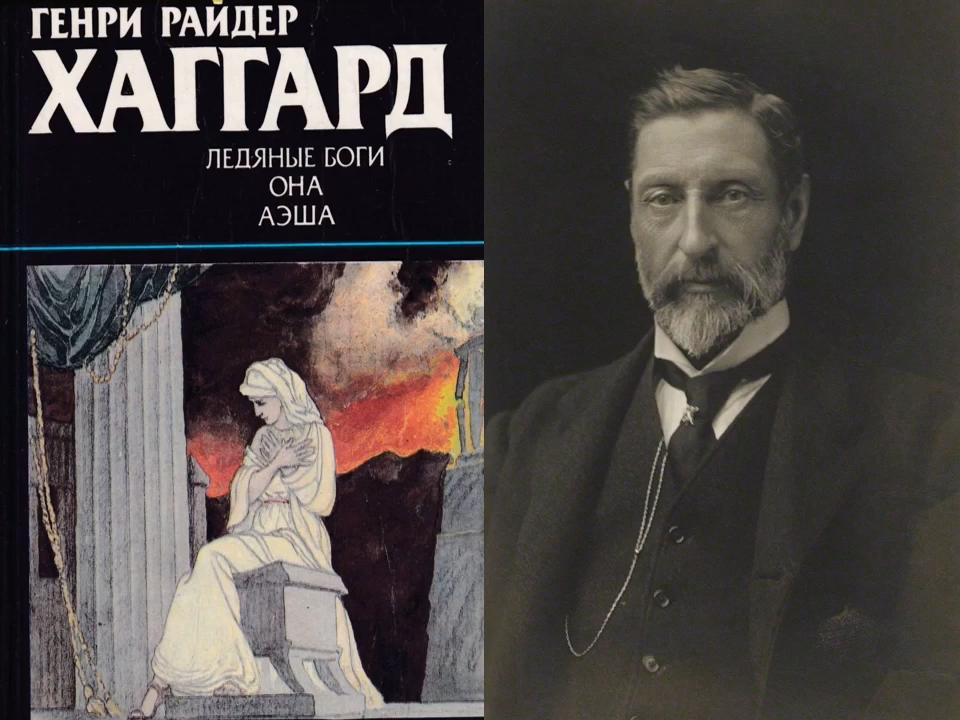 ГЕНРИ РАЙДЕР
ХАГГАРД
ЛЕДЯНЫЕ БОГИ
ОНА
АЭША